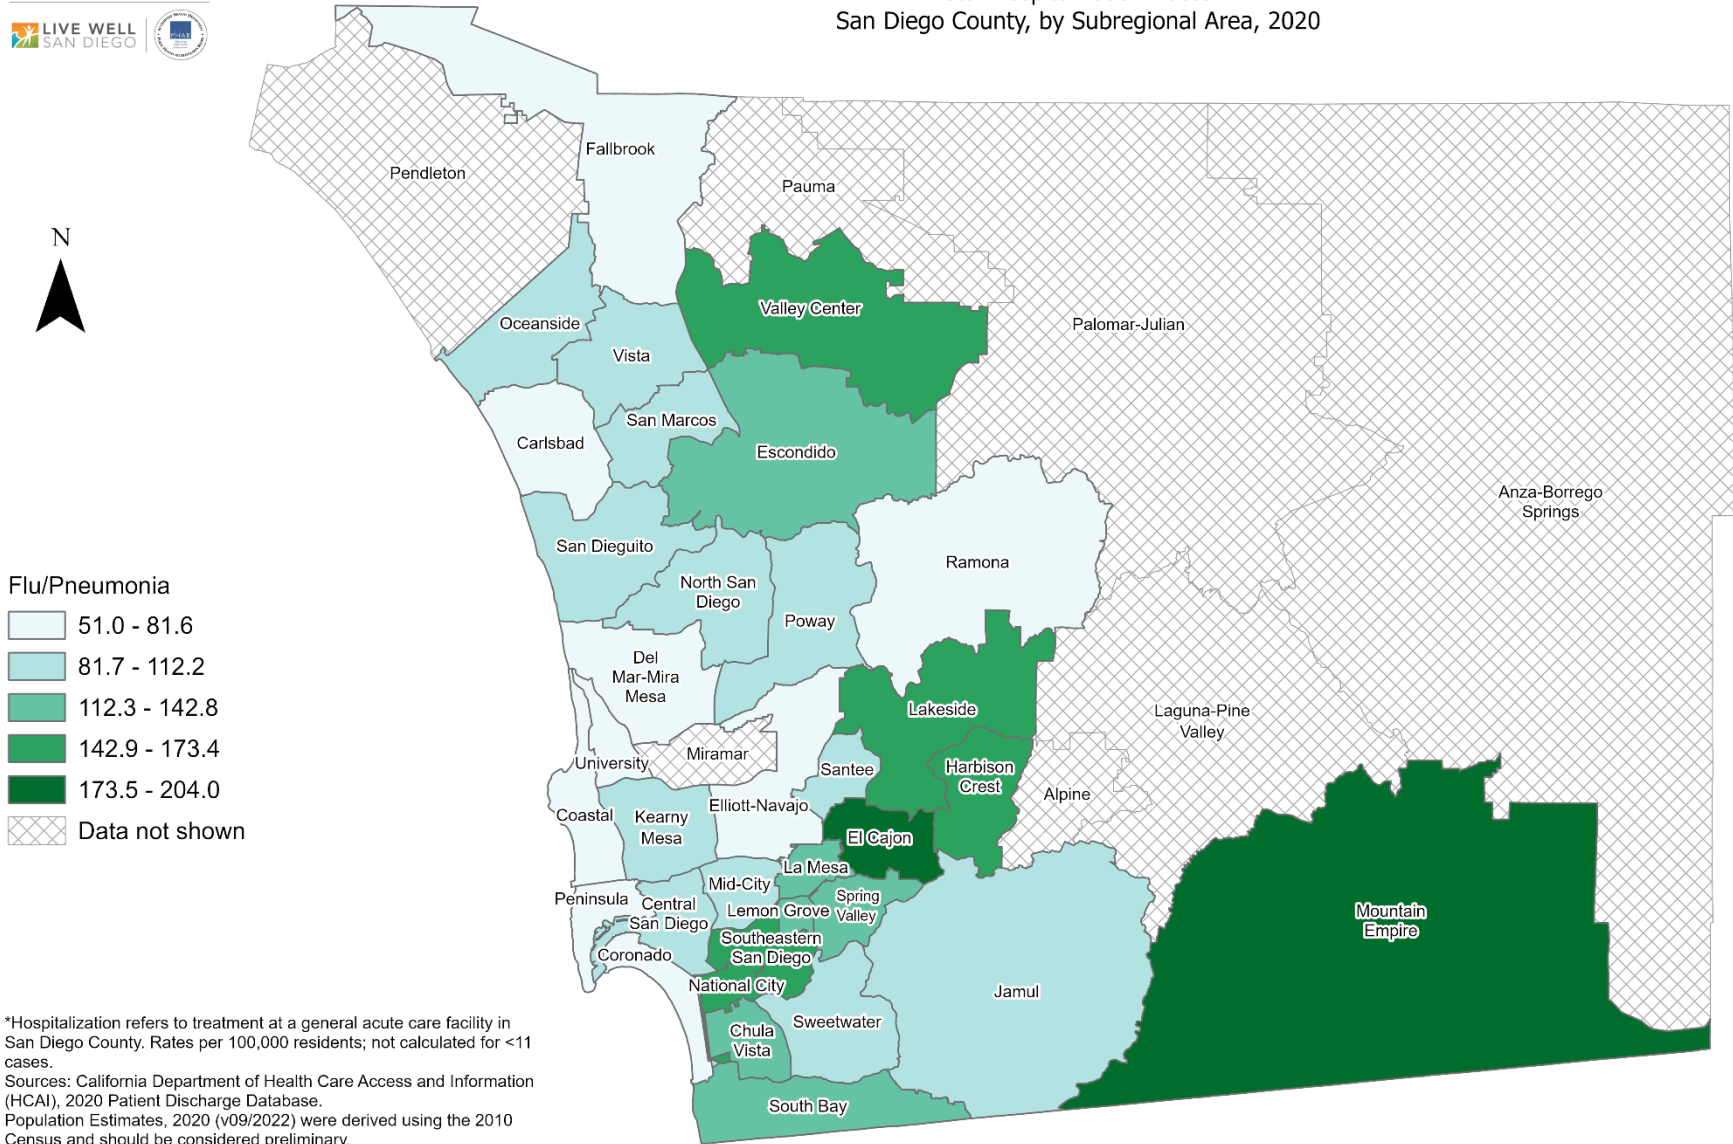 LIVE WELL
SAN DIEGO
PHAB
San Diego County, by Subregional Area, 2020
N
Fallbrook
Pendleton
Pauma
Valley Center
Oceanside
Palomar-Julian
Vista
San Marcos
Carlsbad
Escondido
Anza-Borrego
Springs
San Dieguito
Ramona
North San
Diego
Poway
Del
Mar-Mira
Mesa
Lakeside
Laguna-Pine
Valley
Miramar
University
Santee
Harbison
Crest
Alpine
Elliott-Navajo
Coastal
Kearny
Mesa
El Cajon
La Mesa
Mid-City
Peninsula
Central
San Diego
Spring
Valley
Lemon Grove
Mountain
Empire
Southeastern
San Diego
Coronado
National City
Jamul
Sweetwater
Chula
Vista
South Bay
Flu/Pneumonia
51.0 - 81.6
81.7 - 112.2
112.3 - 142.8
142.9 - 173.4
173.5 - 204.0
Data not shown
*Hospitalization refers to treatment at a general acute care facility in
San Diego County. Rates per 100,000 residents; not calculated for <11
cases.
Sources: California Department of Health Care Access and Information
(HCAI), 2020 Patient Discharge Database.
Population Estimates, 2020 (v09/2022) were derived using the 2010
Census and should be considered preliminary.